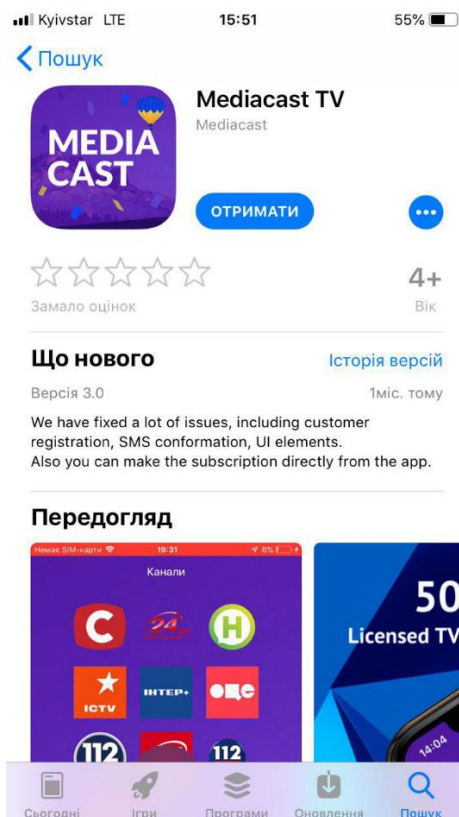 Kyivstar LTE 15:51 55%
Пошук
MEDIA
CAST
Mediacast TV
Mediacast
ОТРИМАТИ
4+
Замало оцінок
Вік
Що нового
Історія версій
Версія 3.0
1міс. тому
We have fixed a lot of issues, including customer
registration, SMS conformation, UI elements.
Also you can make the subscription directly from the app.
Передогляд
Немає SIM-карти 19:31 6%
Канали
C
24
H
ICTV
ІНТЕР+
ОЦЕ
112
112
50
Licensed TV
14:04
Сьогодні
Ігри
Програми
Оновлення
Пошук